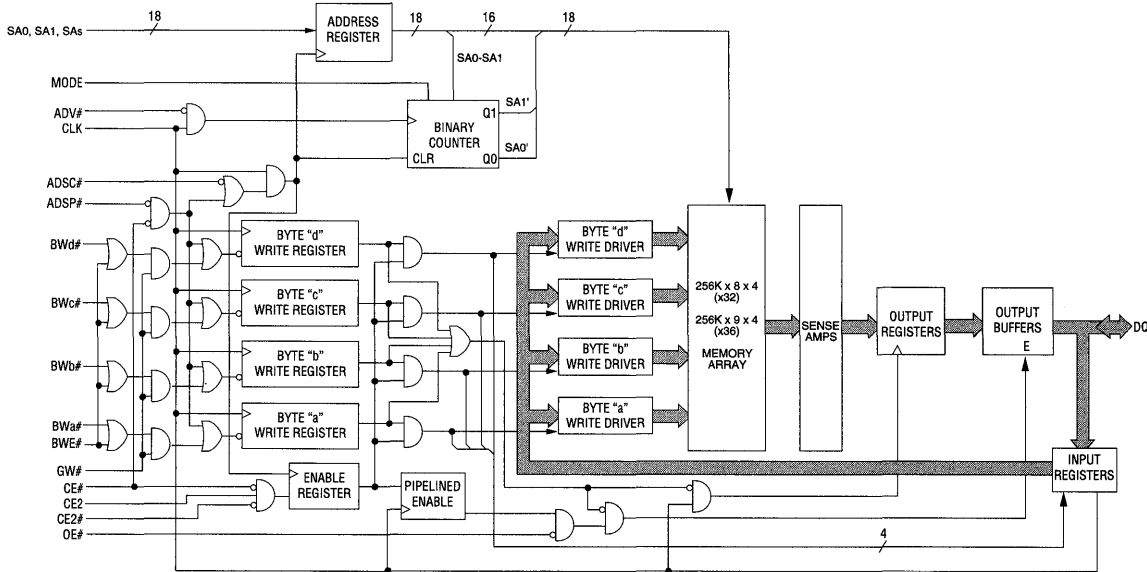 SA0, SA1, SAs
18
ADDRESS
REGISTER
18
16
18
SA0-SA1
MODE
ADV#
CLK
BINARY
COUNTER
CLR
Q1
Q0
SA1'
SA0'
ADSC#
ADSP#
BWd#
BYTE "d"
WRITE REGISTER
BYTE "d"
WRITE DRIVER
BWc#
BYTE "c"
WRITE REGISTER
BYTE "c"
WRITE DRIVER
BWb#
BYTE "b"
WRITE REGISTER
BYTE "b"
WRITE DRIVER
BWa#
BWE#
BYTE "a"
WRITE REGISTER
BYTE "a"
WRITE DRIVER
256K x 8 x 4
(x32)
256K x 9 x 4
(x36)
MEMORY
ARRAY
SENSE
AMPS
OUTPUT
REGISTERS
OUTPUT
BUFFERS
E
DQs
GW#
CE#
CE2
CE2#
OE#
ENABLE
REGISTER
PIPELINED
ENABLE
INPUT
REGISTERS
4